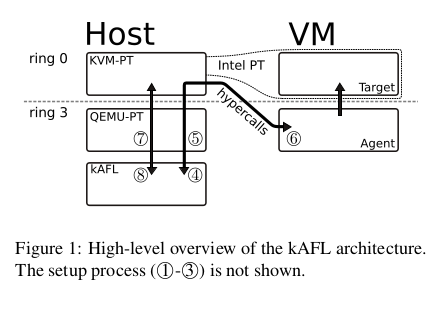 Host
VM
ring 0
KVM-PT
Intel PT
Target
hypercalls
ring 3
QEMU-PT
⑦
⑤
⑥
Agent
kAFL
⑧
④
Figure 1: High-level overview of the kAFL architecture.
The setup process (①-③) is not shown.